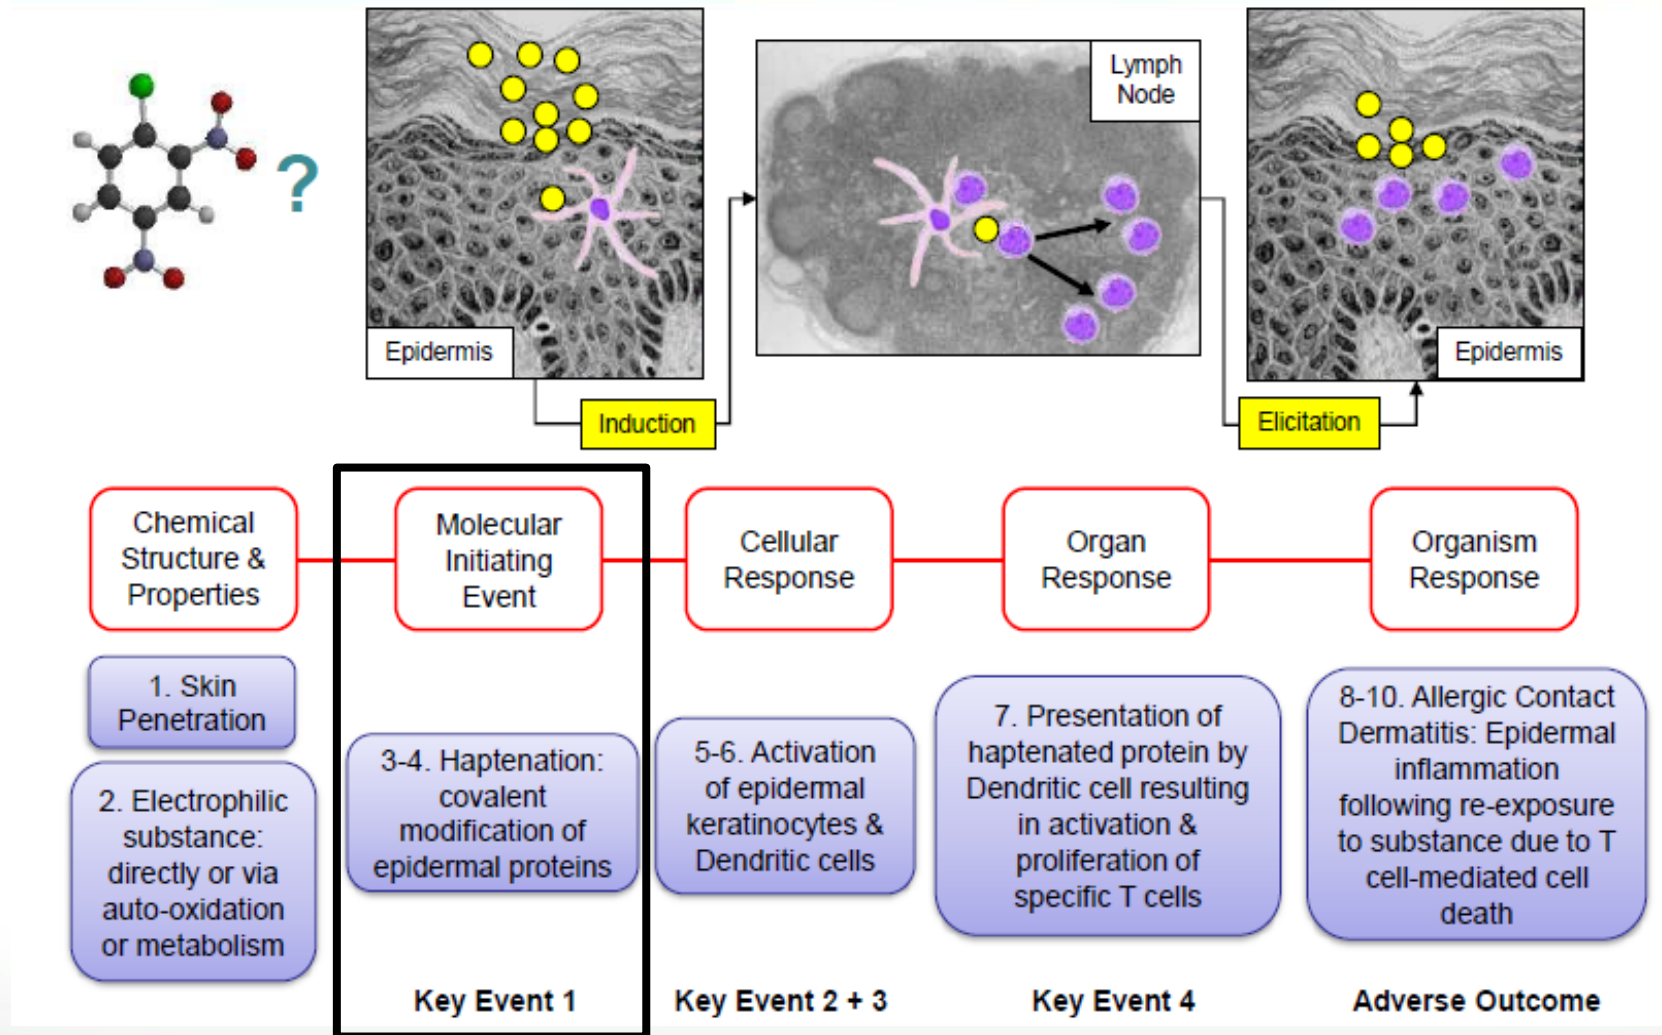 ?
Epidermis
Lymph
Node
Epidermis
Induction
Elicitation
Chemical
Structure &
Properties
Molecular
Initiating
Event
Cellular
Response
Organ
Response
Organism
Response
1. Skin
Penetration
2. Electrophilic
substance:
directly or via
auto-oxidation
or metabolism
3-4. Haptenation:
covalent
modification of
epidermal proteins
5-6. Activation
of epidermal
keratinocytes &
Dendritic cells
7. Presentation of
haptenated protein by
Dendritic cell resulting
in activation &
proliferation of
specific T cells
8-10. Allergic Contact
Dermatitis: Epidermal
inflammation
following re-exposure
to substance due to T
cell-mediated cell
death
Key Event 1
Key Event 2 + 3
Key Event 4
Adverse Outcome